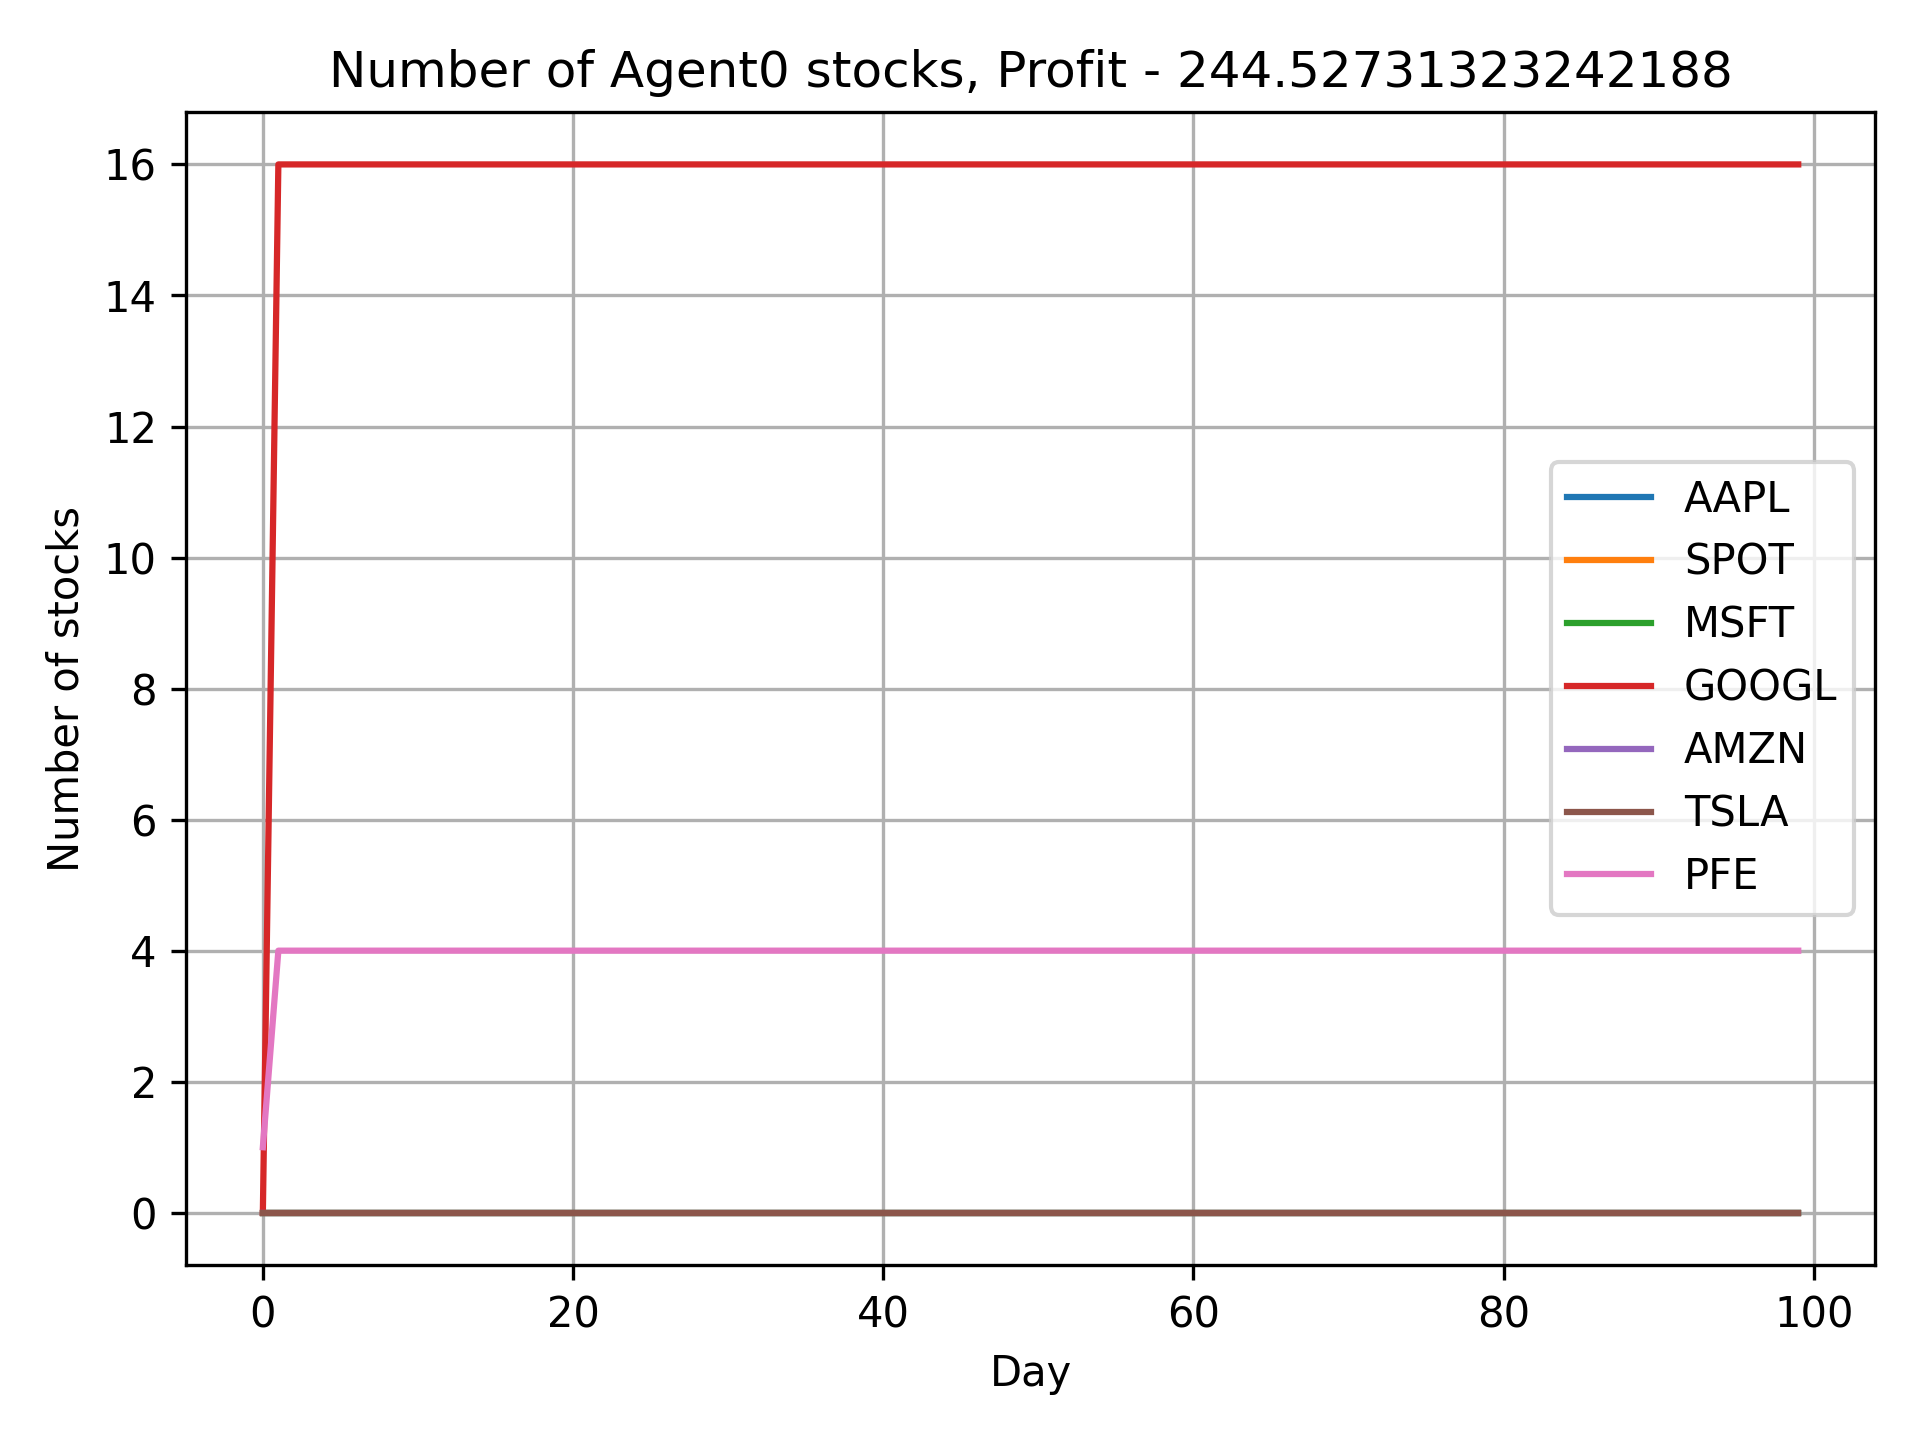 Number of Agent0 stocks, Profit - 244.52731323242188
16
14
12
10
8
6
4
2
0
Number of stocks
AAPL
SPOT
MSFT
GOOGL
AMZN
TSLA
PFE
0 20 40 60 80 100
Day